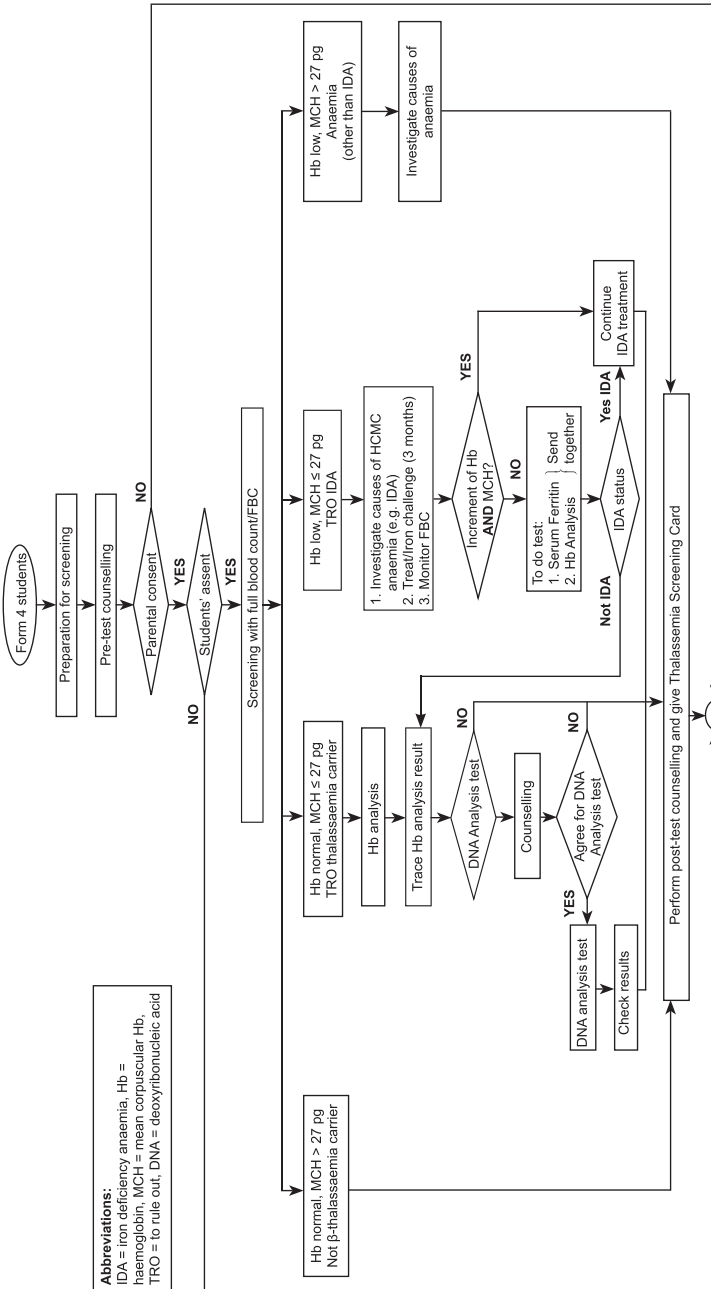 Form 4 students
Preparation for screening
Pre-test counselling
Parental consent
NO
YES
Students' assent
NO
YES
Screening with full blood count/FBC
Abbreviations:
IDA = iron deficiency anaemia, Hb =
haemoglobin, MCH = mean corpuscular Hb,
TRO = to rule out, DNA = deoxyribonucleic acid
Hb normal, MCH > 27 pg
Not β-thalassaemia carrier
Hb normal, MCH ≤ 27 pg
TRO thalassaemia carrier
Hb analysis
Trace Hb analysis result
DNA Analysis test
NO
Counselling
Agree for DNA
Analysis test
NO
YES
DNA analysis test
Check results
Hb low, MCH ≤ 27 pg
TRO IDA
1. Investigate causes of HCMC
anaemia (e.g. IDA)
2. Treat/Iron challenge (3 months)
3. Monitor FBC
Increment of Hb
AND MCH?
YES
NO
To do test:
1. Serum Ferritin
2. Hb Analysis
Send
together
IDA status
Not IDA
Yes IDA
Continue
IDA treatment
Hb low, MCH > 27 pg
Anaemia
(other than IDA)
Investigate causes of
anaemia
Perform post-test counselling and give Thalassemia Screening Card